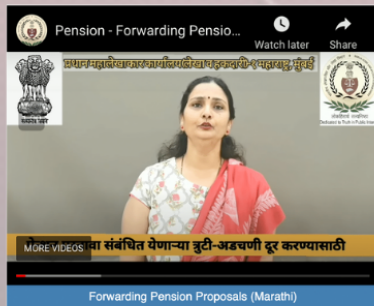 Pension - Forwarding Pensio...
Watch later
Share
प्रधान महालेखाकार कार्यालय लेखा व हकदारी-१ महाराष्ट्र, मुंबई
संबंधित येणाऱ्या त्रुटी-अडचणी दूर करण्यासाठी
MORE VIDEOS
Forwarding Pension Proposals (Marathi)